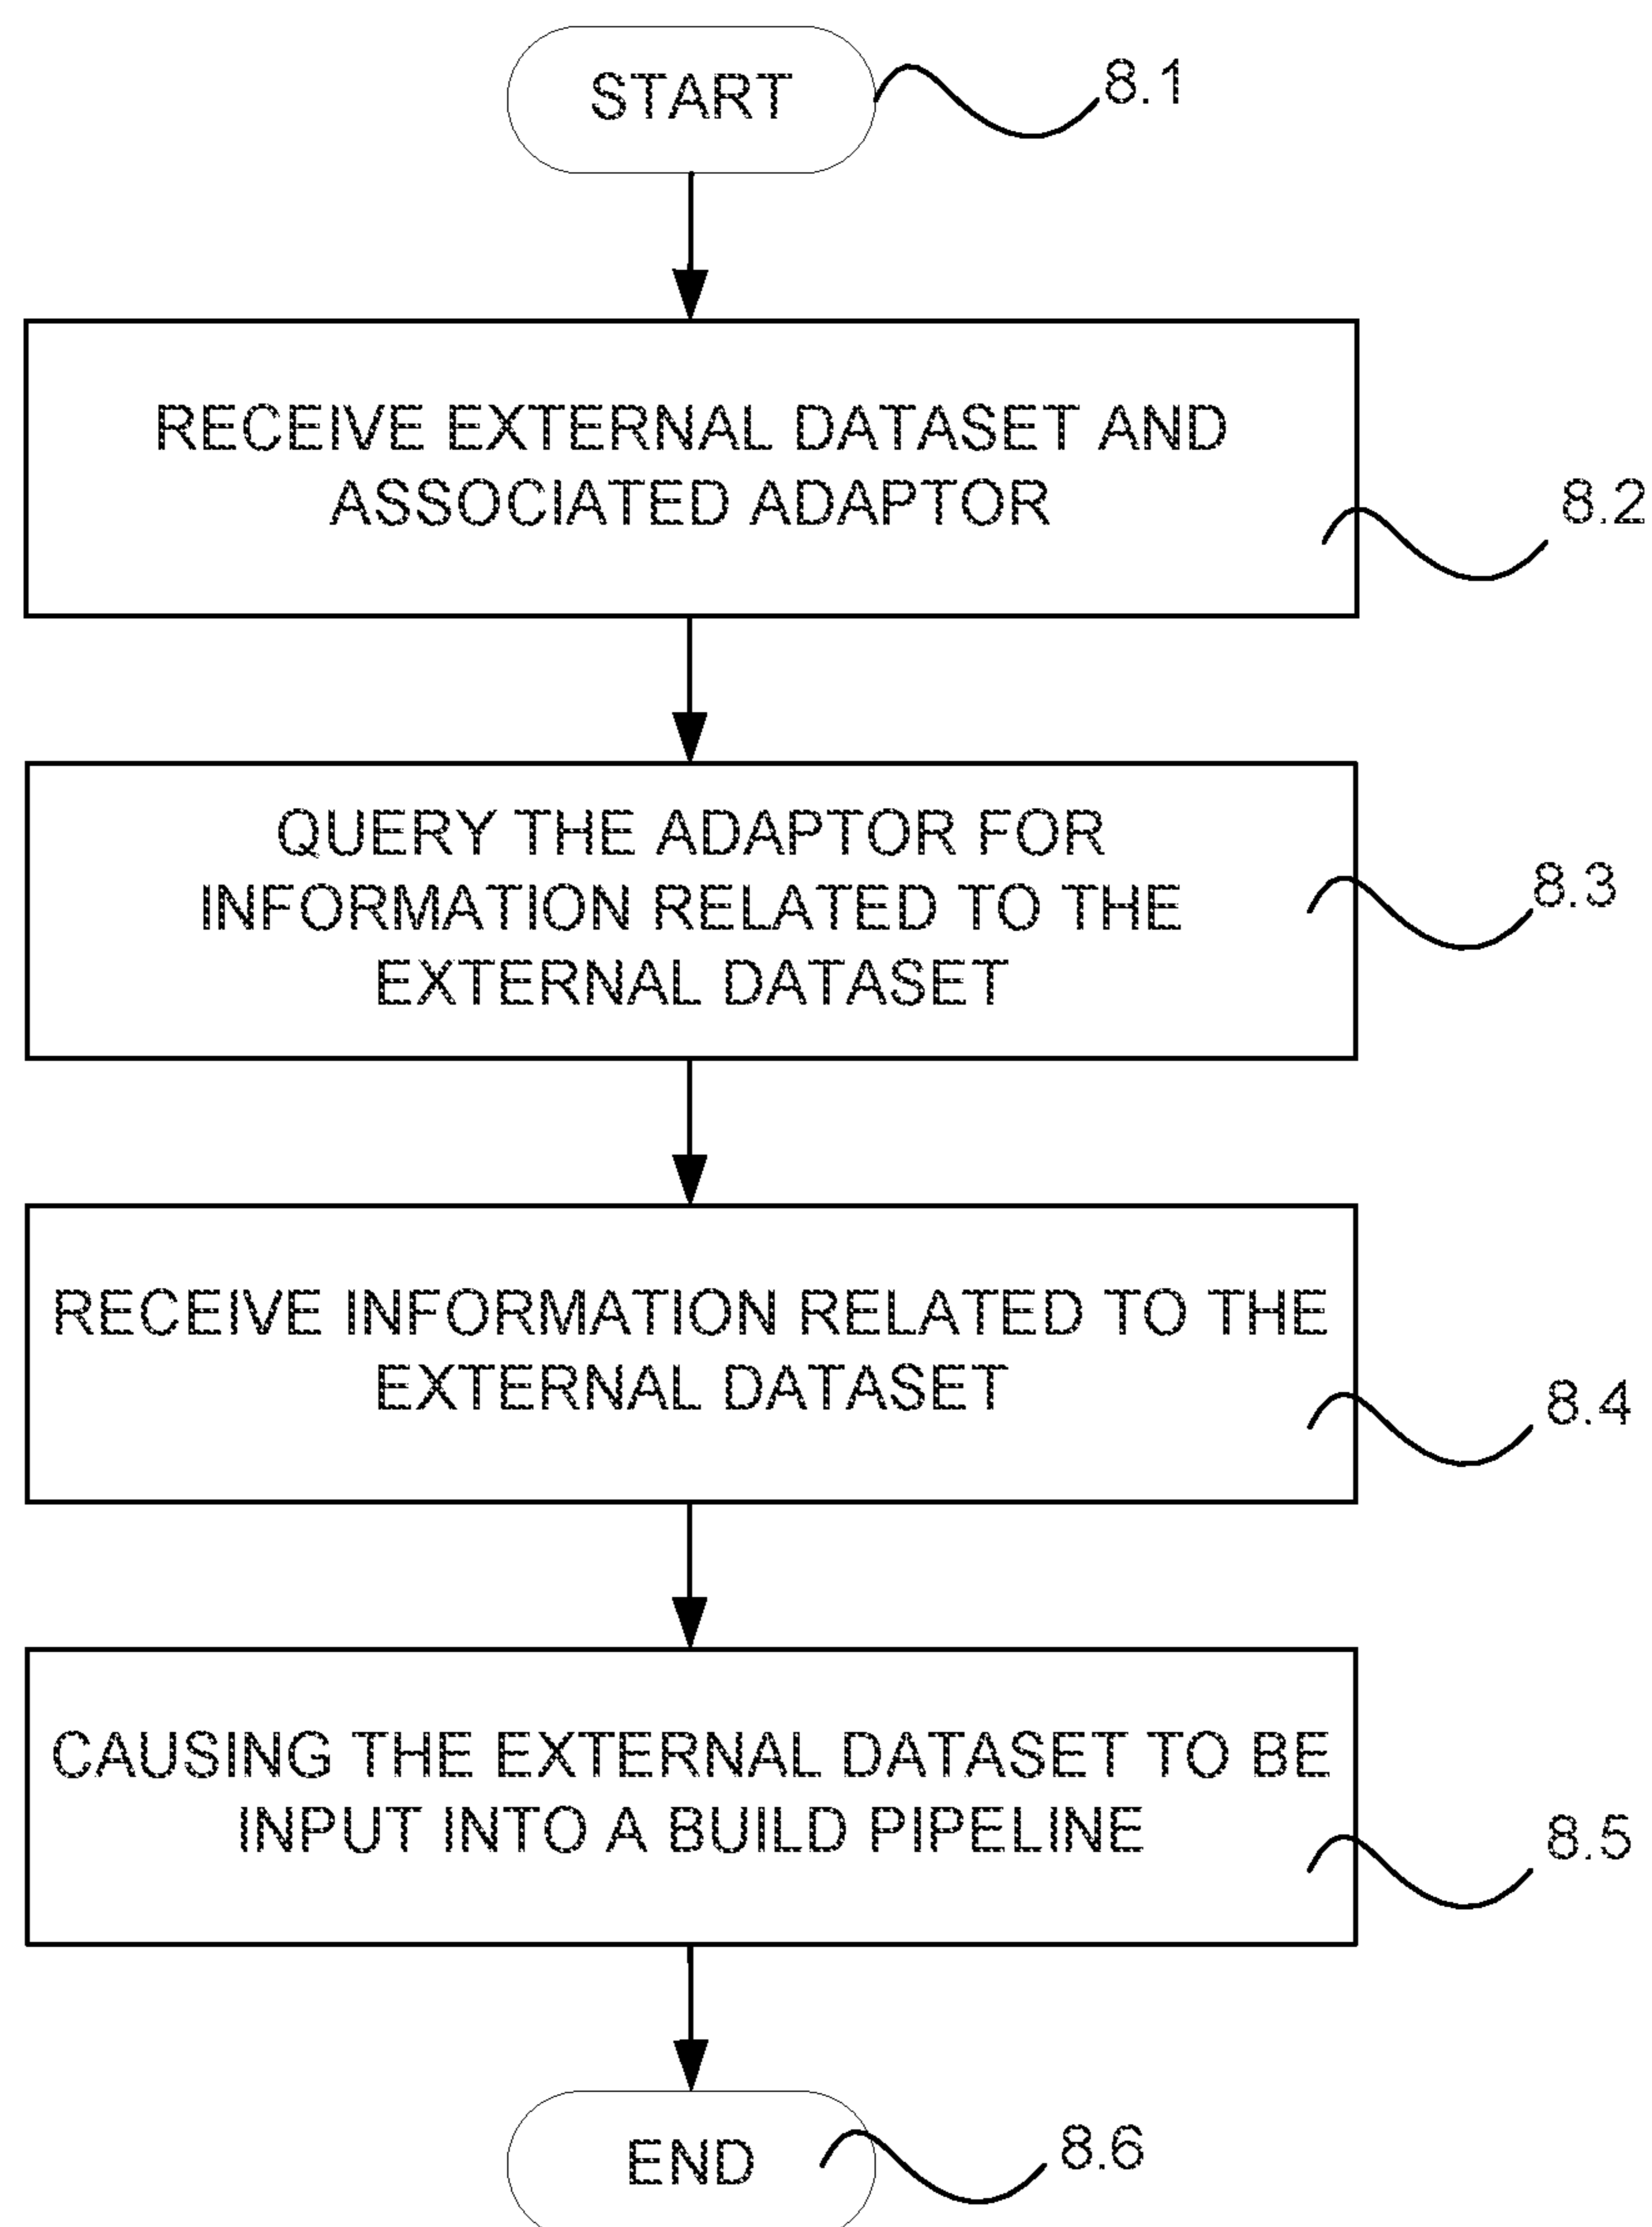 START
8.1
RECEIVE EXTERNAL DATASET AND
ASSOCIATED ADAPTOR
8.2
QUERY THE ADAPTOR FOR
INFORMATION RELATED TO THE
EXTERNAL DATASET
8.3
RECEIVE INFORMATION RELATED TO THE
EXTERNAL DATASET
8.4
CAUSING THE EXTERNAL DATASET TO BE
INPUT INTO A BUILD PIPELINE
8.5
END
8.6